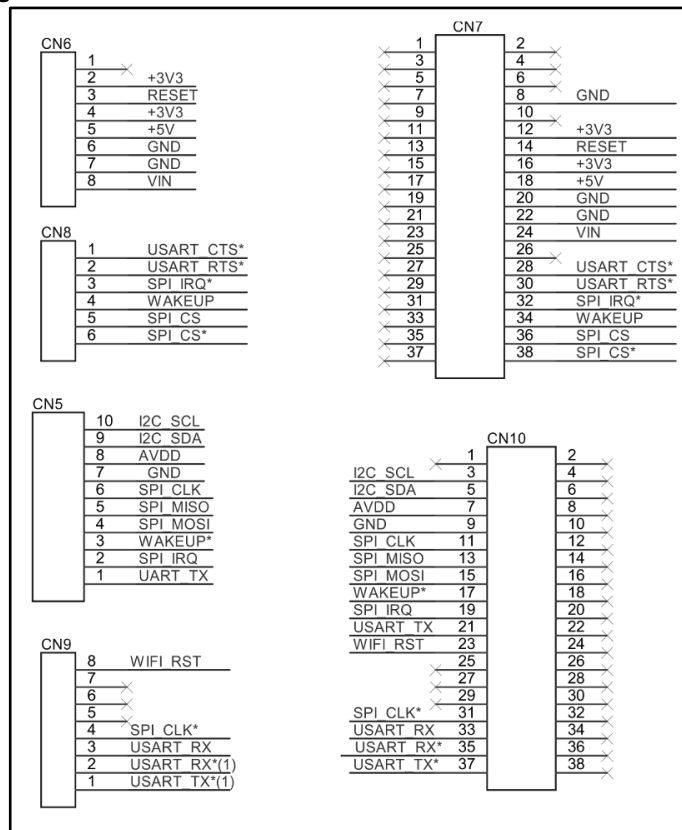 CN6
1
2 +3V3
3 RESET
4 +3V3
5 +5V
6 GND
7 GND
8 VIN
CN8
1 USART_CTS*
2 USART_RTS*
3 SPI_IRQ*
4 WAKEUP
5 SPI_CS
6 SPI_CS*
CN5
10 I2C_SCL
9 I2C_SDA
8 AVDD
7 GND
6 SPI_CLK
5 SPI_MISO
4 SPI_MOSI
3 WAKEUP*
2 SPI_IRQ
1 UART_TX
CN9
8 WIFI_RST
7
6
5
4 SPI_CLK*
3 USART_RX
2 USART_RX*(1)
1 USART_TX*(1)
CN7
1 2
3 4
5 6
7 8 GND
9 10
11 12 +3V3
13 14 RESET
15 16 +3V3
17 18 +5V
19 20 GND
21 22 GND
23 24 VIN
25 26
27 28 USART_CTS*
29 30 USART_RTS*
31 32 SPI_IRQ*
33 34 WAKEUP
35 36 SPI_CS
37 38 SPI_CS*
CN10
1 2
I2C_SCL 3 4
I2C_SDA 5 6
AVDD 7 8
GND 9 10
SPI_CLK 11 12
SPI_MISO 13 14
SPI_MOSI 15 16
WAKEUP* 17 18
SPI_IRQ 19 20
USART_TX 21 22
WIFI_RST 23 24
25 26
27 28
29 30
SPI_CLK* 31 32
USART_RX 33 34
USART_RX* 35 36
USART_TX* 37 38